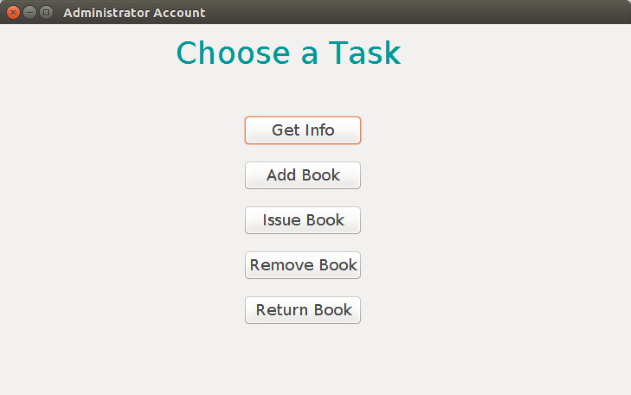 Administrator Account
Choose a Task
Get Info
Add Book
Issue Book
Remove Book
Return Book